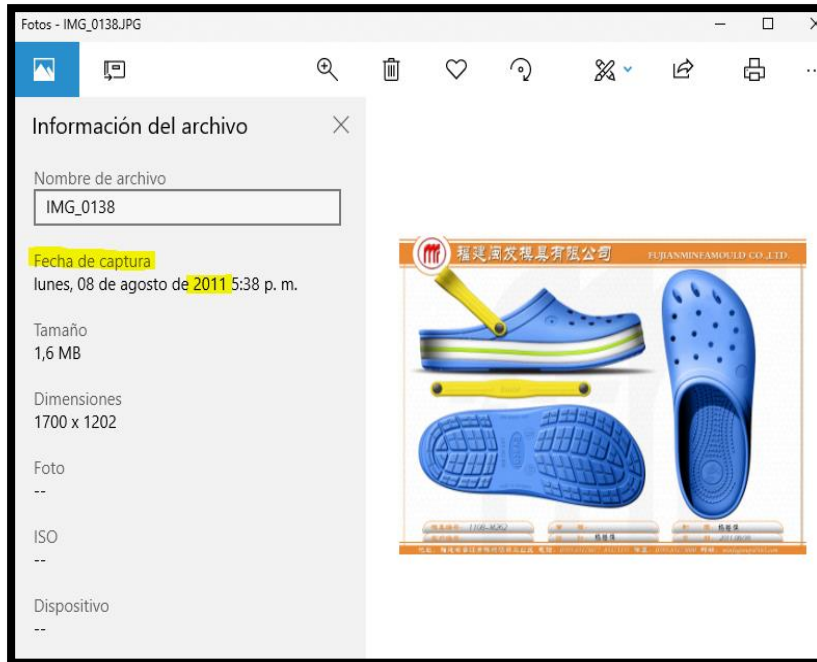 Fotos - IMG_0138.JPG
Información del archivo
Nombre de archivo
IMG_0138
Fecha de captura
lunes, 08 de agosto de 2011 5:38 p. m.
Tamaño
1,6 MB
Dimensiones
1700 x 1202
Foto
--
ISO
--
Dispositivo
--
福建闽发模具有限公司 FUJIANMINFAMOULD CO .,LTD.